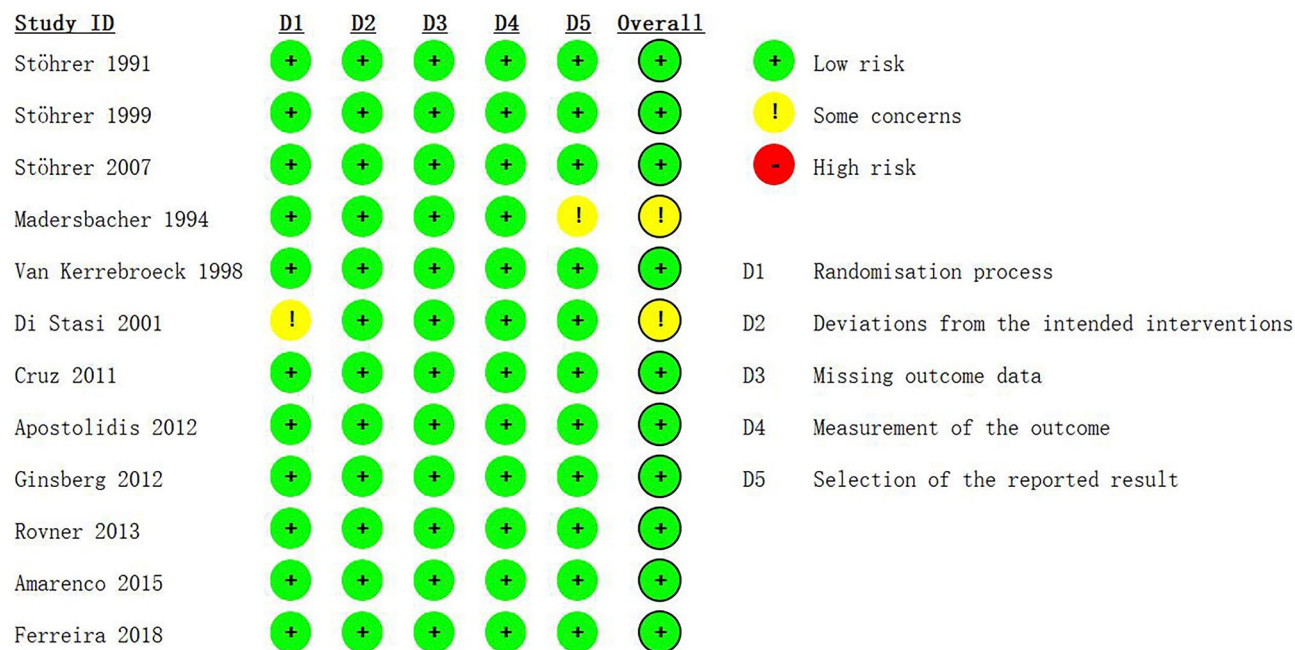 Study ID D1 D2 D3 D4 D5 Overall
Stöhrer 1991 + + + + + + + Low risk
Stöhrer 1999 + + + + + + ! Some concerns
Stöhrer 2007 + + + + + + - High risk
Madersbacher 1994 + + + + ! !
Van Kerrebroeck 1998 + + + + + + D1 Randomisation process
Di Stasi 2001 ! + + + + ! D2 Deviations from the intended interventions
Cruz 2011 + + + + + + D3 Missing outcome data
Apostolidis 2012 + + + + + + D4 Measurement of the outcome
Ginsberg 2012 + + + + + + D5 Selection of the reported result
Rovner 2013 + + + + + +
Amarenco 2015 + + + + + +
Ferreira 2018 + + + + + +